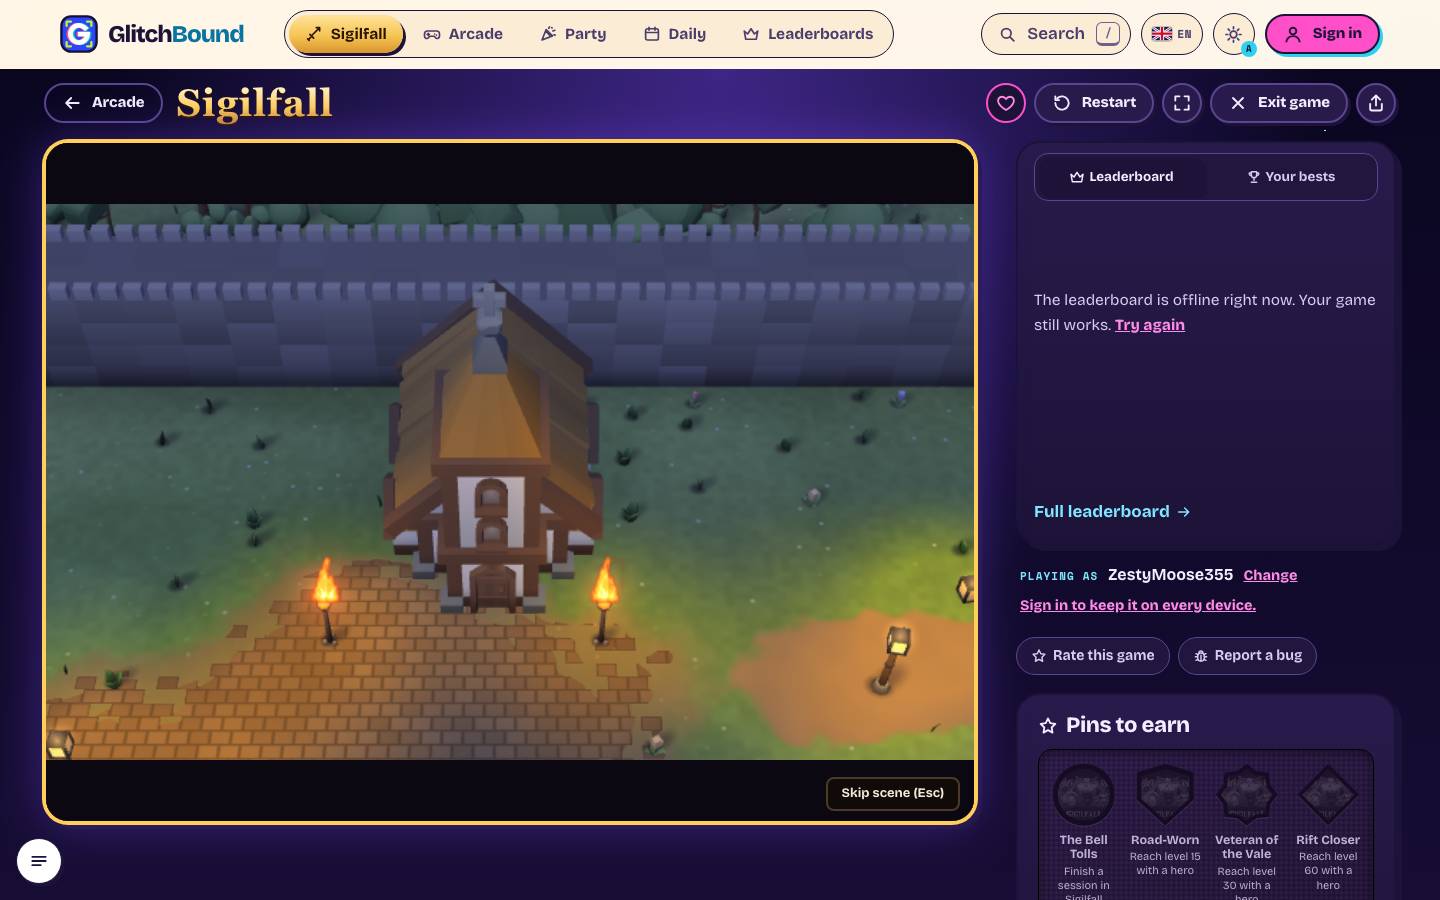 GlitchBound
Sigilfall
Arcade
Party
Daily
Leaderboards
Search /
EN
A
Sign in
Arcade
Sigilfall
Restart
Exit game
Leaderboard
Your bests
The leaderboard is offline right now. Your game
still works. Try again
Full leaderboard →
PLAYING AS ZestyMoose355 Change
Sign in to keep it on every device.
Rate this game
Report a bug
Skip scene (Esc)
Pins to earn
The Bell
Tolls
Finish a
session in
Sigilfall
Road-Worn
Reach level 15
with a hero
Veteran of
the Vale
Reach level
30 with a
hero
Rift Closer
Reach level
60 with a
hero